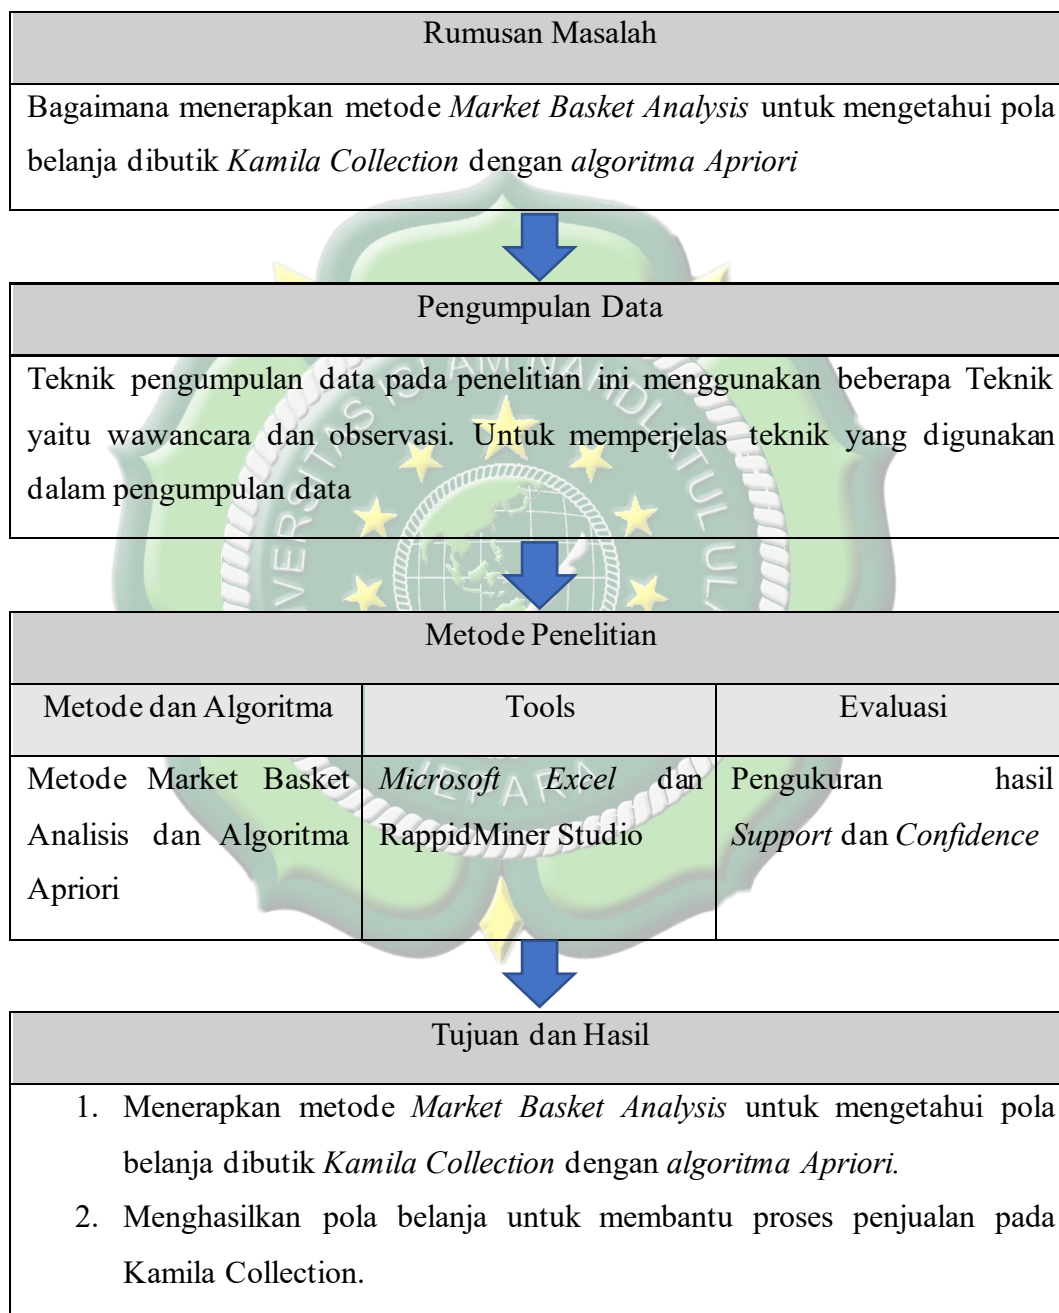 Rumusan Masalah
Bagaimana menerapkan metode Market Basket Analysis untuk mengetahui pola
belanja dibutik Kamila Collection dengan algoritma Apriori
Pengumpulan Data
Teknik pengumpulan data pada penelitian ini menggunakan beberapa Teknik
yaitu wawancara dan observasi. Untuk memperjelas teknik yang digunakan
dalam pengumpulan data
Metode Penelitian
Metode dan Algoritma
Tools
Evaluasi
Metode Market Basket
Analisis dan Algoritma
Apriori
Microsoft Excel dan
RappidMiner Studio
Pengukuran hasil
Support dan Confidence
Tujuan dan Hasil
1. Menerapkan metode Market Basket Analysis untuk mengetahui pola
belanja dibutik Kamila Collection dengan algoritma Apriori.
2. Menghasilkan pola belanja untuk membantu proses penjualan pada
Kamila Collection.
JEPARA